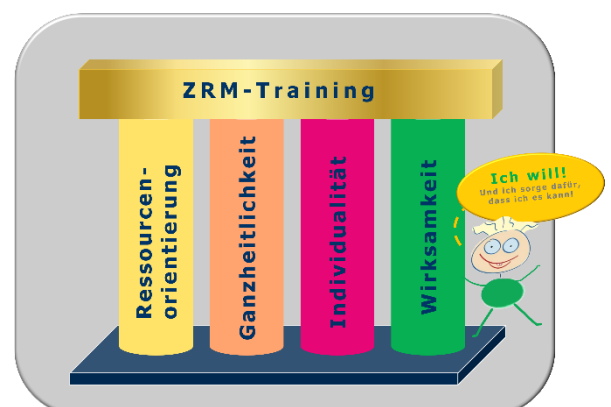 ZRM-Training
Ressourcen-
orientierung
Ganzheitlichkeit
Individualität
Wirksamkeit
Ich will!
Und ich sorge dafür,
dass ich es kann!